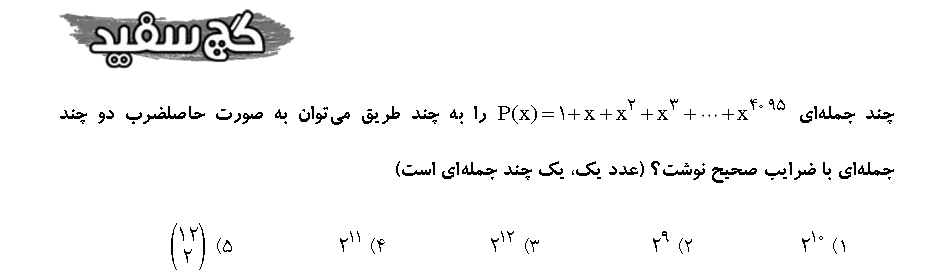 گچ سفید
چند جمله‌ای P(x)=۱+x+x^۲+x^۳+⋯+x^۴۰۹۵ را به چند طریق می‌توان به صورت حاصلضرب دو چند
جمله‌ای با ضرایب صحیح نوشت؟ (عدد یک، یک چند جمله‌ای است)
۱) ۲^۱۰ ۲) ۲^۹ ۳) ۲^۱۲ ۴) ۲^۱۱ ۵) (۱۲ ۲)